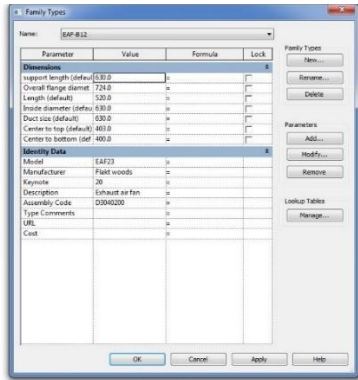 Family Types
Name: EAF-B12
Parameter Value Formula Lock
Dimensions
support length (defaul 630.0 =
Overall flange diamet 724.0 =
Length (default) 520.0 =
Inside diameter (defau 630.0 =
Duct size (default) 630.0 =
Center to top (default) 403.0 =
Center to bottom (def 400.0 =
Identity Data
Model EAF23 =
Manufacturer Flakt woods =
Keynote 20 =
Description Exhaust air fan =
Assembly Code D3040200 =
Type Comments =
URL =
Cost =
Family Types
New...
Rename...
Delete
Parameters
Add...
Modify...
Remove
Lookup Tables
Manage...
OK Cancel Apply Help